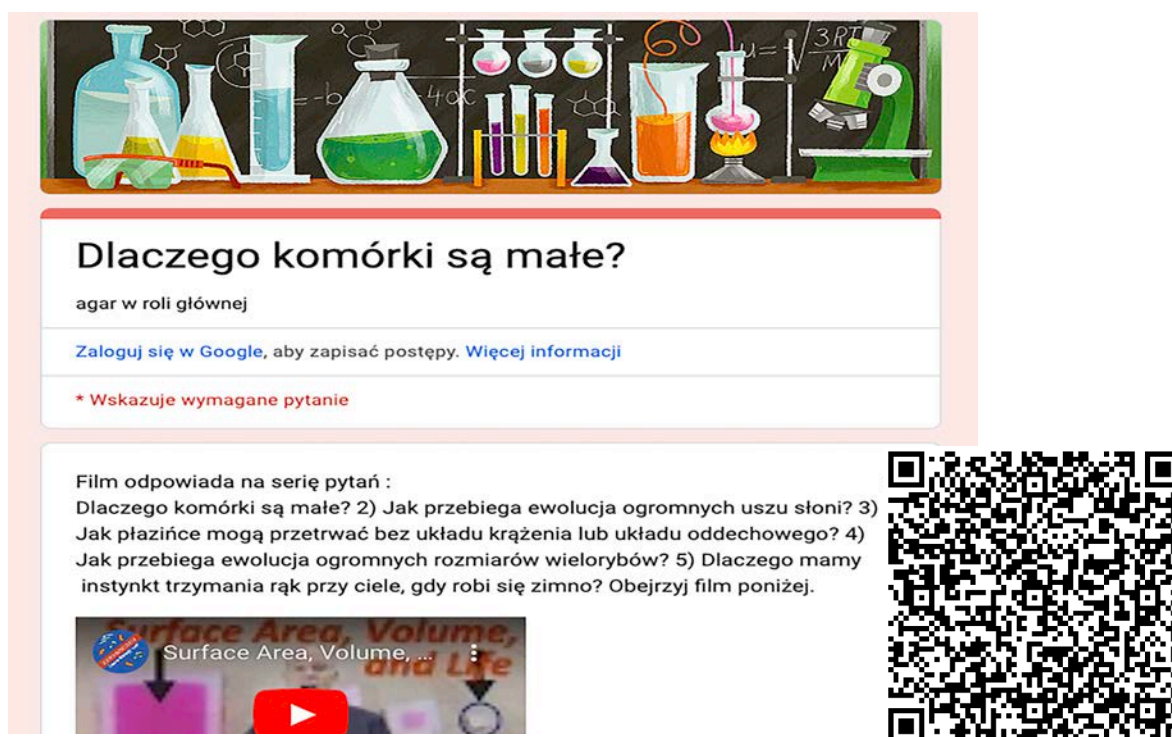 u=
3RT
M
=-b
-4ac
Dlaczego komórki są małe?
agar w roli głównej
Zaloguj się w Google, aby zapisać postępy. Więcej informacji
* Wskazuje wymagane pytanie
Film odpowiada na serię pytań :
Dlaczego komórki są małe? 2) Jak przebiega ewolucja ogromnych uszu słoni? 3)
Jak płazińce mogą przetrwać bez układu krążenia lub układu oddechowego? 4)
Jak przebiega ewolucja ogromnych rozmiarów wielorybów? 5) Dlaczego mamy
instynkt trzymania rąk przy ciele, gdy robi się zimno? Obejrzyj film poniżej.
Surface Area, Volume,
Surface Area, Volume, ...
and Life